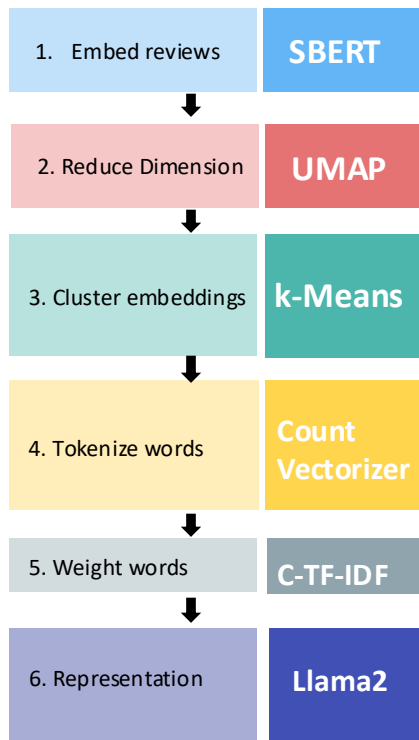 1. Embed reviews
SBERT
2. Reduce Dimension
UMAP
3. Cluster embeddings
k-Means
4. Tokenize words
Count
Vectorizer
5. Weight words
C-TF-IDF
6. Representation
Llama2